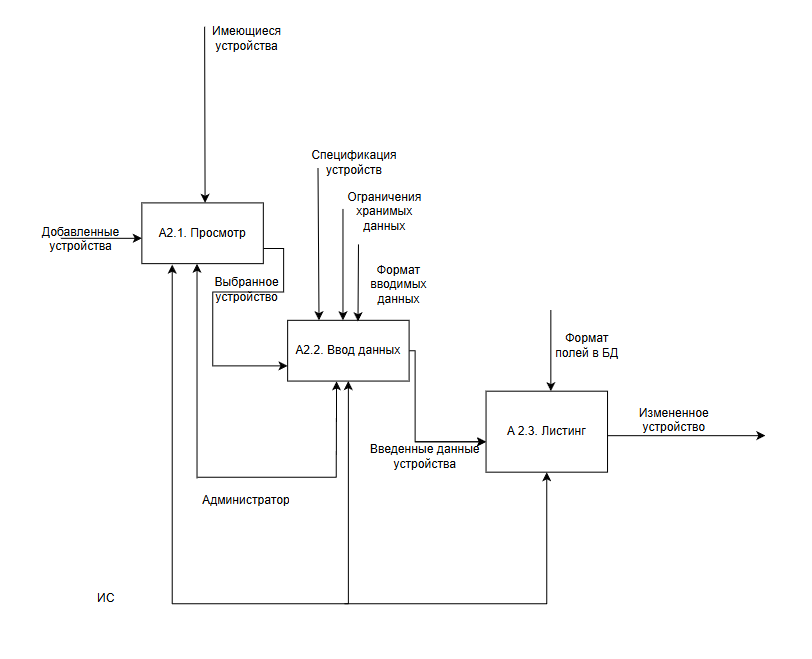 Имеющиеся
устройства
Спецификация
устройств
Ограничения
хранимых
данных
Добавленные
устройства
А2.1. Просмотр
Формат
вводимых
данных
Выбранное
устройство
А2.2. Ввод данных
Формат
полей в БД
А 2.3. Листинг
Измененное
устройство
Введенные данные
устройства
Администратор
ИС